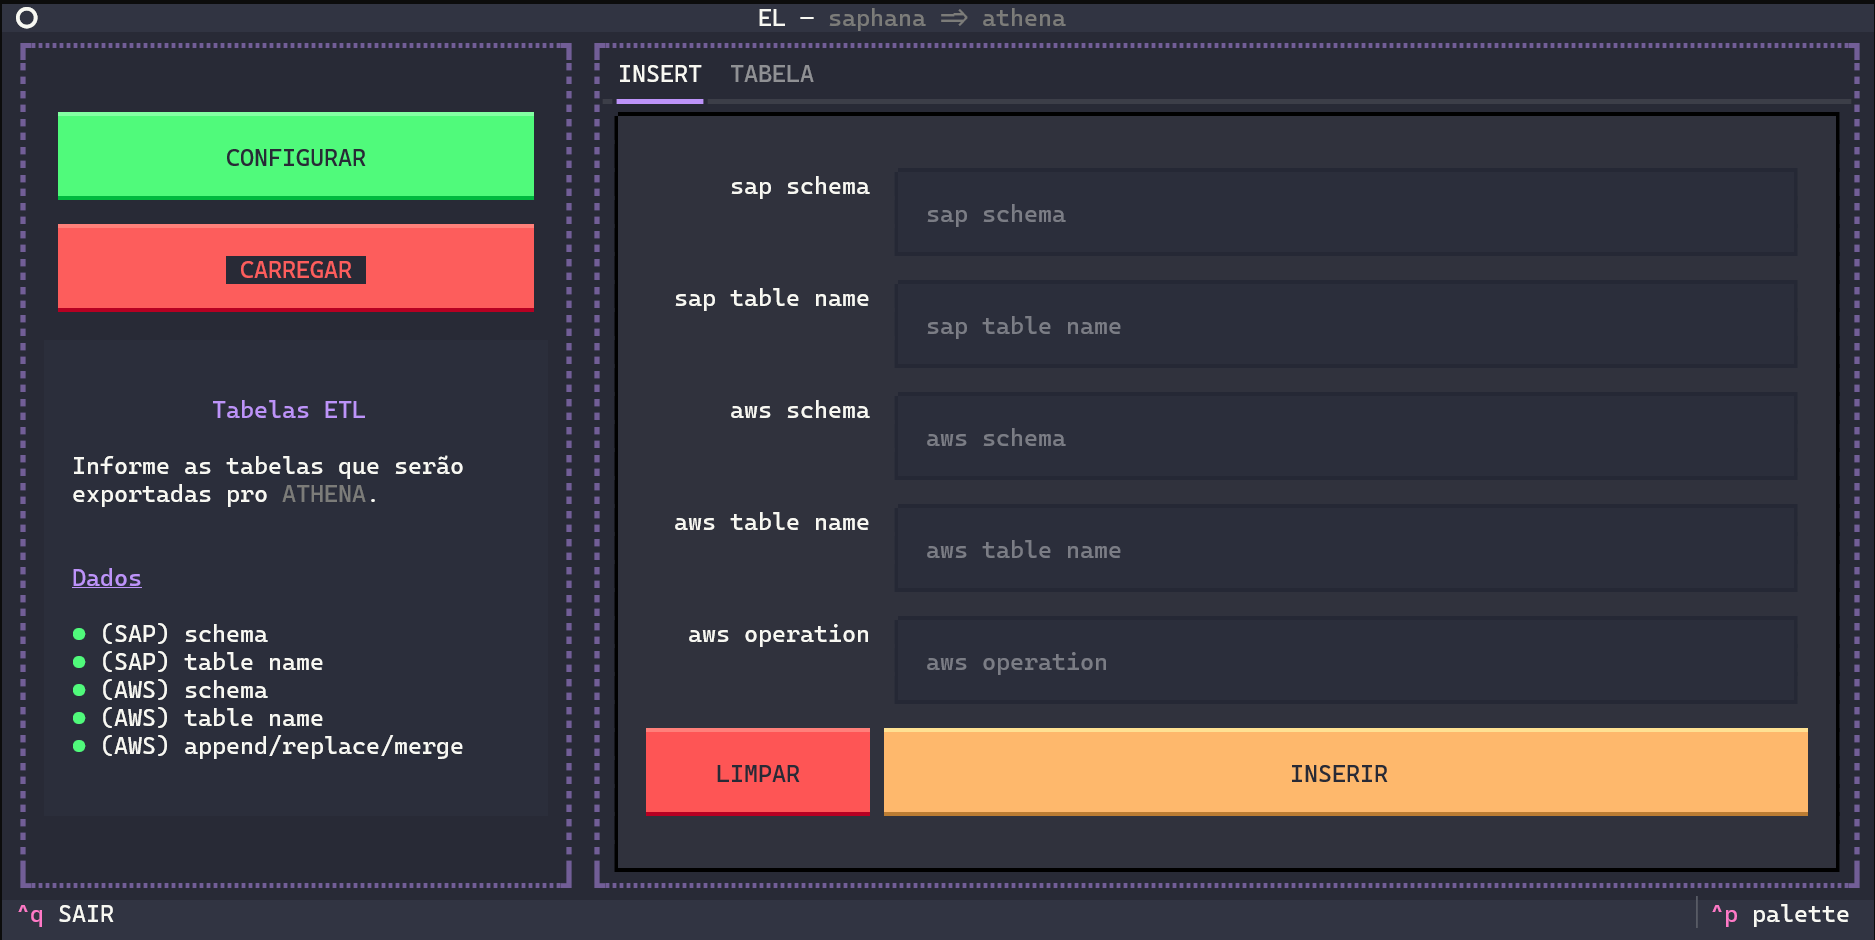 EL — saphana ⇒ athena
CONFIGURAR
CARREGAR
Tabelas ETL
Informe as tabelas que serão
exportadas pro ATHENA.
Dados
● (SAP) schema
● (SAP) table name
● (AWS) schema
● (AWS) table name
● (AWS) append/replace/merge
INSERT TABELA
sap schema sap schema
sap table name sap table name
aws schema aws schema
aws table name aws table name
aws operation aws operation
LIMPAR INSERIR
^q SAIR ^p palette